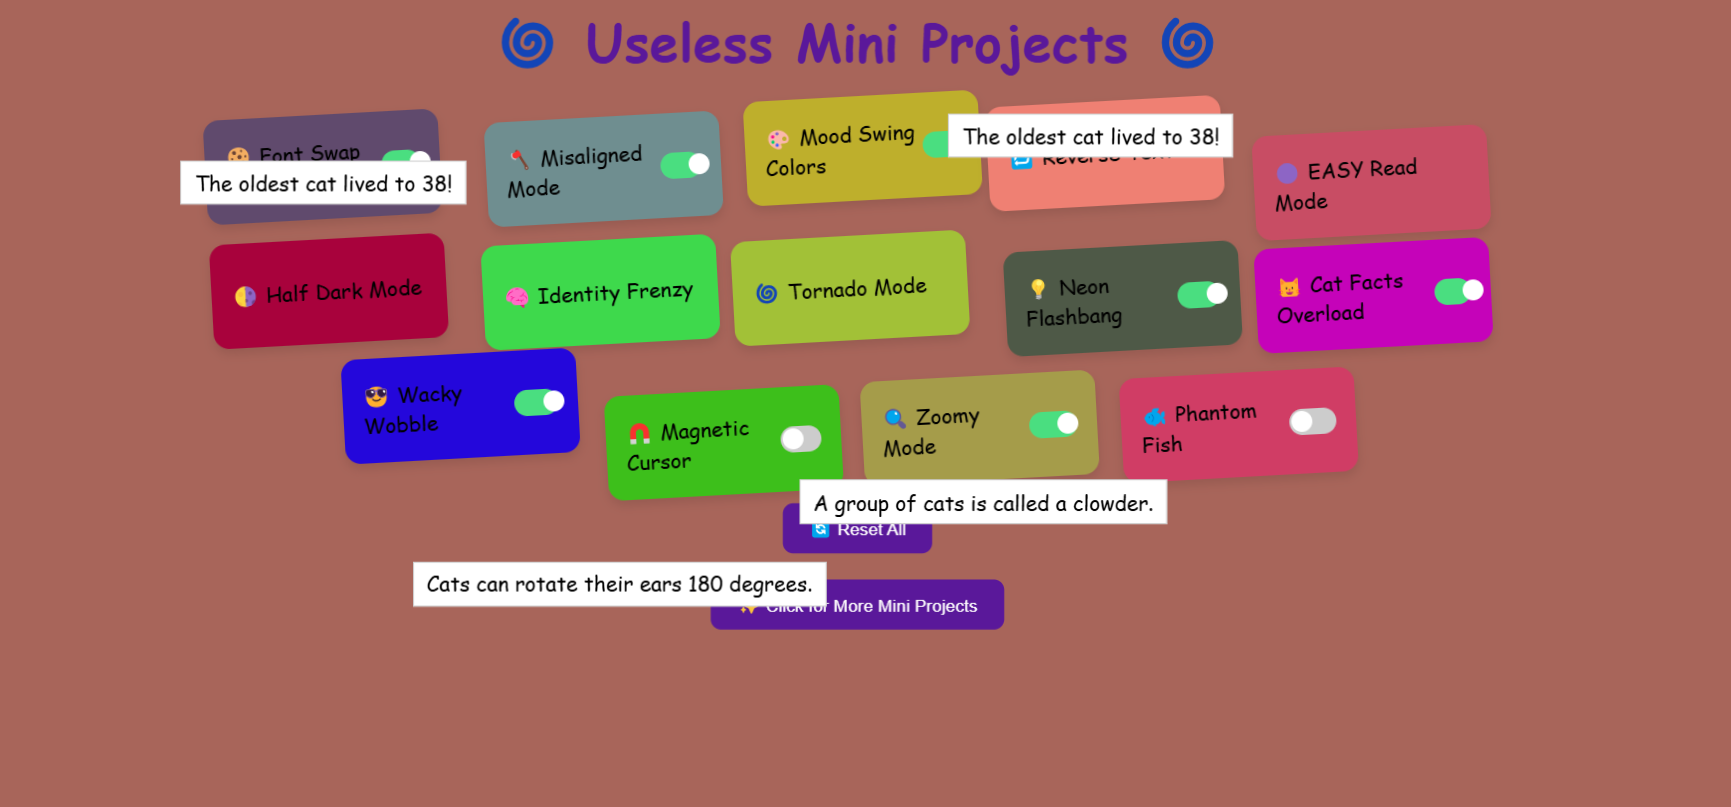 🌀 Useless Mini Projects 🌀
🍪 Font Swap
The oldest cat lived to 38!
🪓 Misaligned
Mode
🎨 Mood Swing
Colors
The oldest cat lived to 38!
🔁 Reverse
🟣 EASY Read
Mode
🌗 Half Dark Mode
🧠 Identity Frenzy
🌀 Tornado Mode
💡 Neon
Flashbang
😼 Cat Facts
Overload
😎 Wacky
Wobble
🧲 Magnetic
Cursor
🔍 Zoomy
Mode
🐟 Phantom
Fish
A group of cats is called a clowder.
🔄 Reset All
Cats can rotate their ears 180 degrees.
✨ Click for More Mini Projects